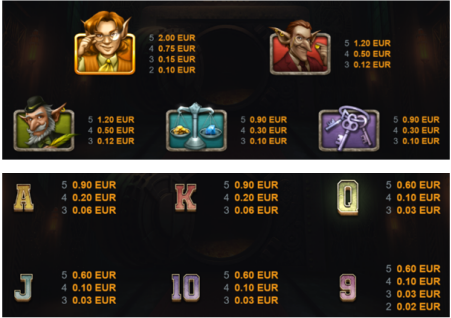 5 2.00 EUR
4 0.75 EUR
3 0.15 EUR
2 0.10 EUR
5 1.20 EUR
4 0.50 EUR
3 0.12 EUR
5 1.20 EUR
4 0.50 EUR
3 0.12 EUR
5 0.90 EUR
4 0.30 EUR
3 0.10 EUR
5 0.90 EUR
4 0.30 EUR
3 0.10 EUR
A
5 0.90 EUR
4 0.20 EUR
3 0.06 EUR
K
5 0.90 EUR
4 0.20 EUR
3 0.06 EUR
Q
5 0.60 EUR
4 0.10 EUR
3 0.03 EUR
J
5 0.60 EUR
4 0.10 EUR
3 0.03 EUR
10
5 0.60 EUR
4 0.10 EUR
3 0.03 EUR
9
5 0.60 EUR
4 0.10 EUR
3 0.03 EUR
2 0.02 EUR